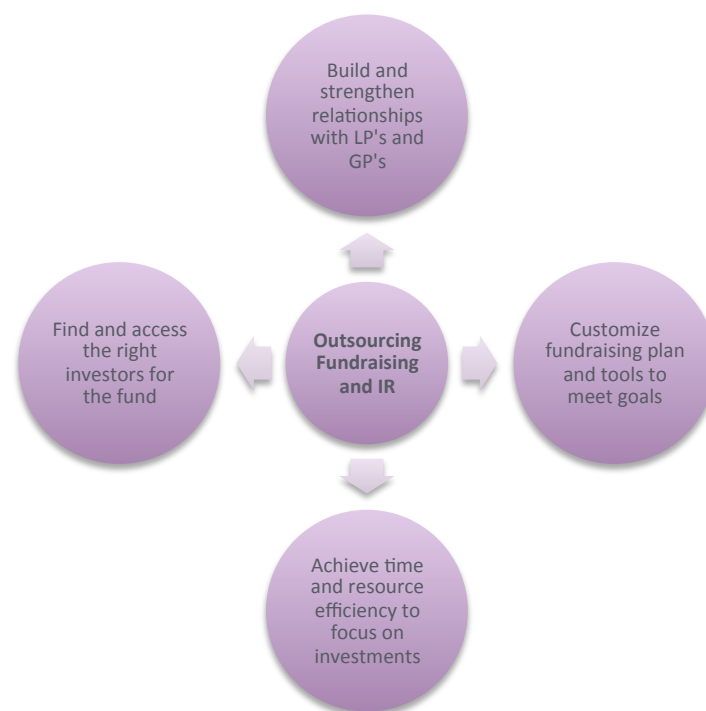 Build and
strengthen
relationships
with LP's and
GP's
Find and access
the right
investors for
the fund
Outsourcing
Fundraising
and IR
Customize
fundraising plan
and tools to
meet goals
Achieve time
and resource
efficiency to
focus on
investments